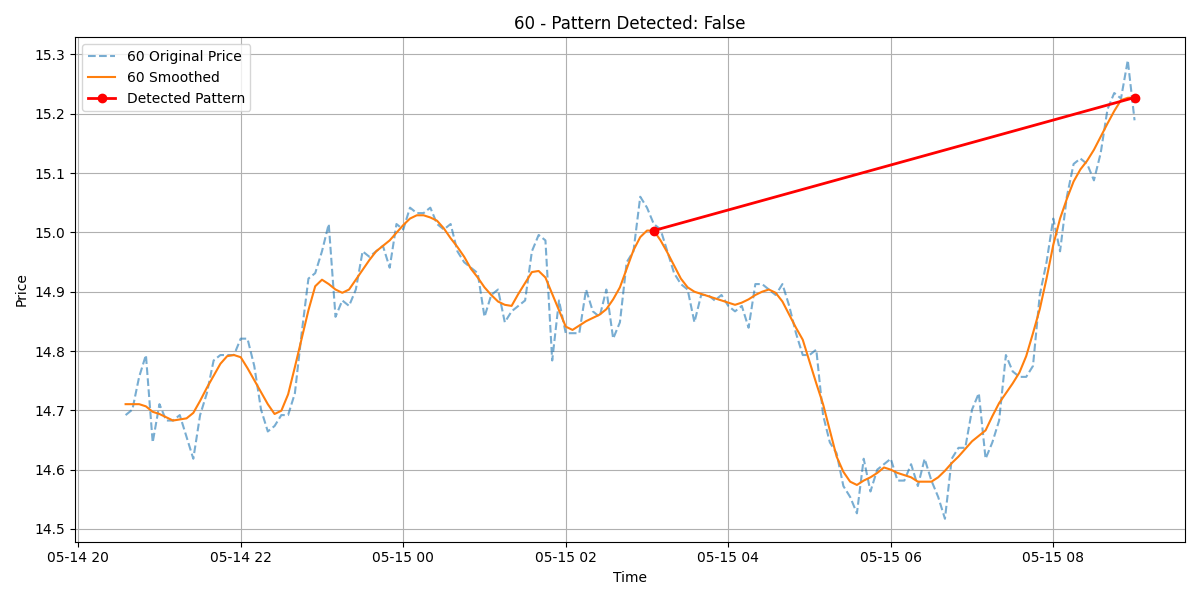 60 - Pattern Detected: False
60 Original Price
60 Smoothed
Detected Pattern
Price
15.3
15.2
15.1
15.0
14.9
14.8
14.7
14.6
14.5
05-14 20
05-14 22
05-15 00
05-15 02
05-15 04
05-15 06
05-15 08
Time